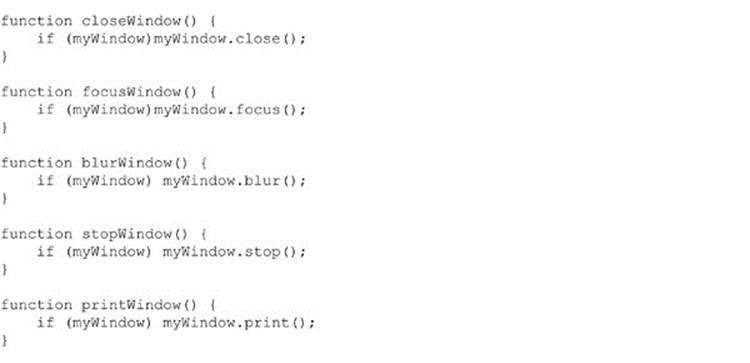 function closeWindow() {
    if (myWindow)myWindow.close();
}

function focusWindow() {
    if (myWindow)myWindow.focus();
}

function blurWindow() {
    if (myWindow) myWindow.blur();
}

function stopWindow() {
    if (myWindow) myWindow.stop();
}

function printWindow() {
    if (myWindow) myWindow.print();
}